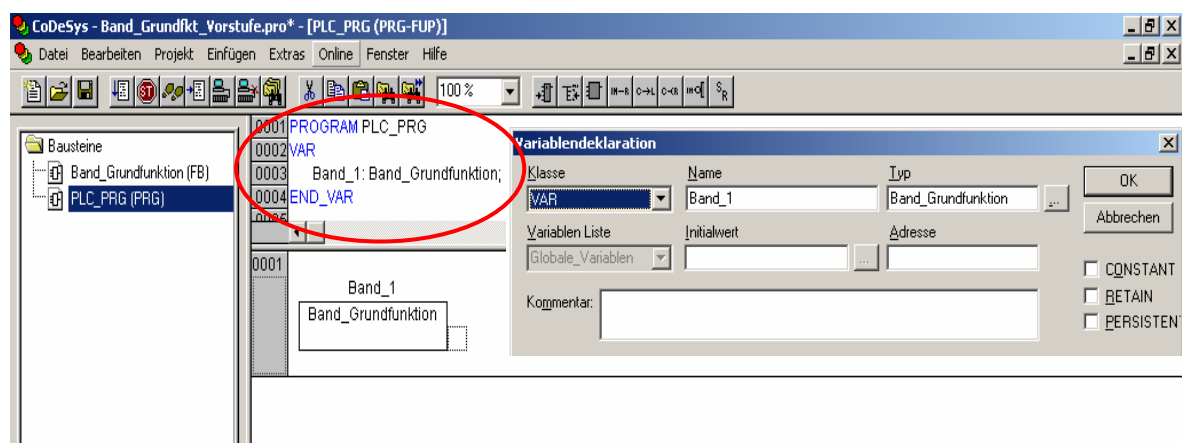 CoDeSys - Band_Grundfkt_Vorstufe.pro* - [PLC_PRG (PRG-FUP)]
Datei Bearbeiten Projekt Einfügen Extras Online Fenster Hilfe
100 %
Bausteine
Band_Grundfunktion (FB)
PLC_PRG (PRG)
0001 PROGRAM PLC_PRG
0002 VAR
0003 Band_1: Band_Grundfunktion;
0004 END_VAR
0005
0001
Band_1
Band_Grundfunktion
Variablendeklaration
Klasse Name Typ
VAR Band_1 Band_Grundfunktion ...
OK
Abbrechen
Variablen Liste Initialwert Adresse
Globale_Variablen ...
Kommentar:
CONSTANT
RETAIN
PERSISTENT